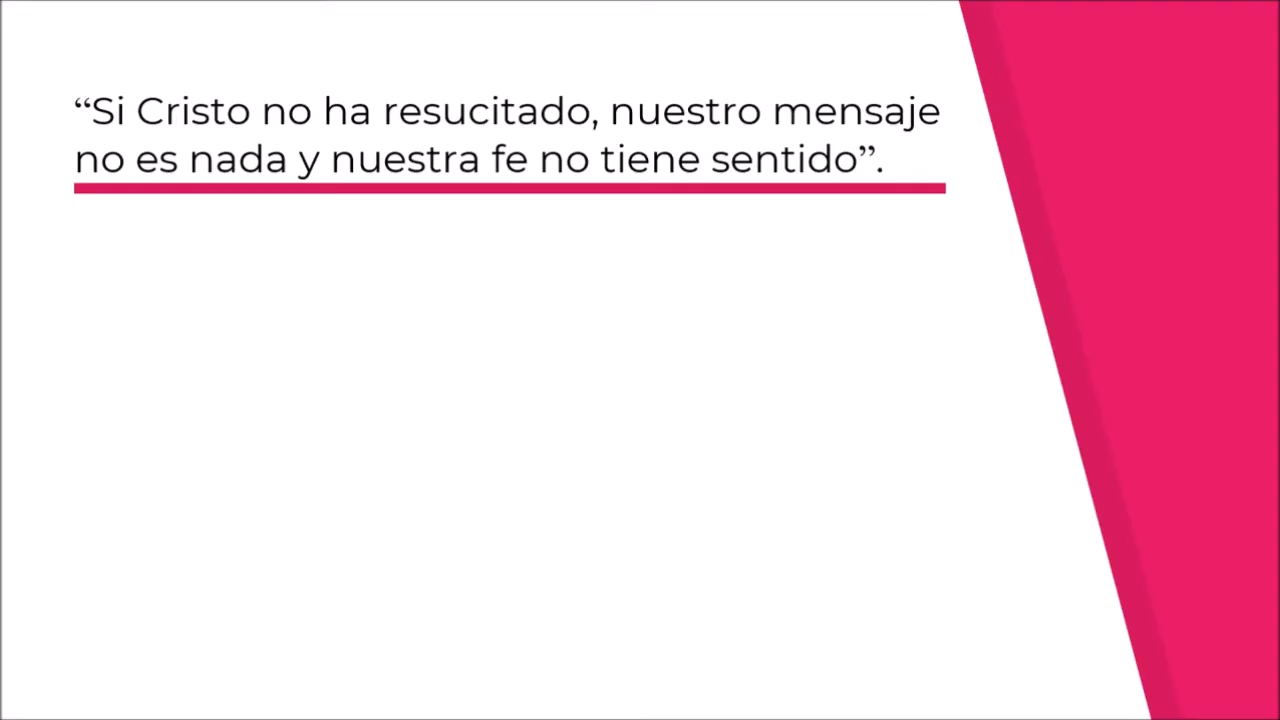 “Si Cristo no ha resucitado, nuestro mensaje
no es nada y nuestra fe no tiene sentido”.